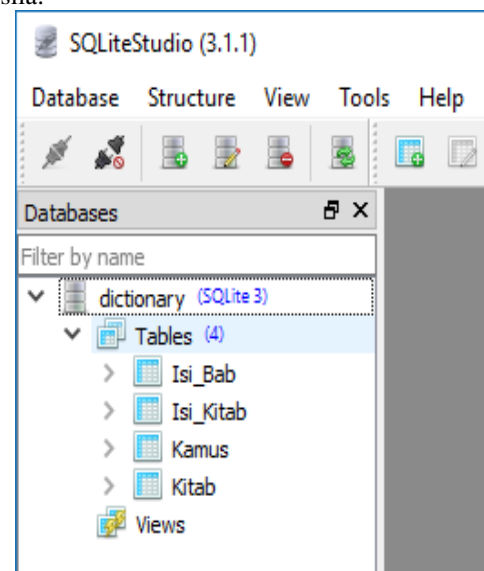 SQLiteStudio (3.1.1)
Database Structure View Tools Help
Databases
Filter by name
dictionary (SQLite 3)
Tables (4)
Isi_Bab
Isi_Kitab
Kamus
Kitab
Views